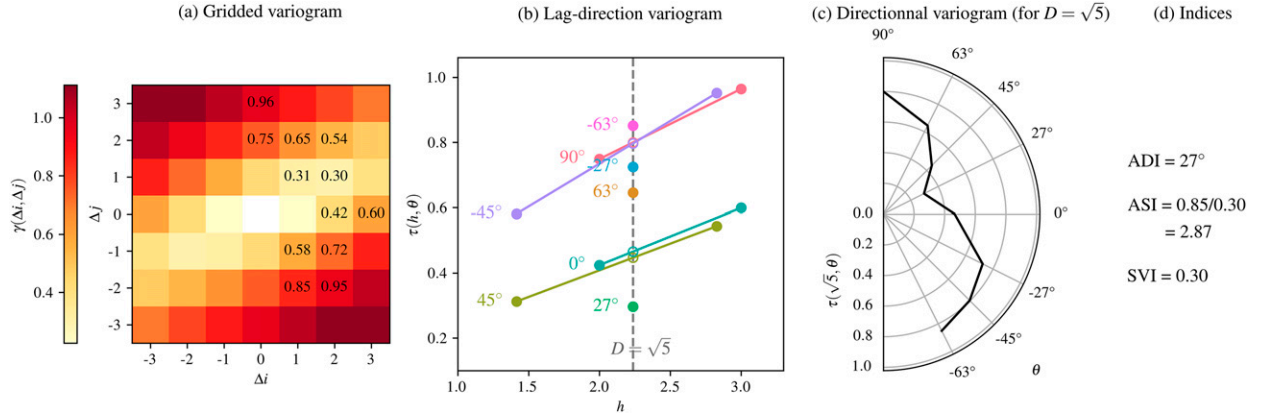 (a) Gridded variogram
(b) Lag-direction variogram
(c) Directionnal variogram (for D = √5)
(d) Indices
γ(Δi, Δj)
1.0
0.8
0.6
0.4
Δj
3
2
1
0
-1
-2
-3
0.96
0.75 0.65 0.54
0.31 0.30
0.42 0.60
0.58 0.72
0.85 0.95
-3 -2 -1 0 1 2 3
Δi
τ(h, θ)
1.0
0.8
0.6
0.4
0.2
-63°
90°
-27°
63°
-45°
0°
45°
27°
D = √5
1.0 1.5 2.0 2.5 3.0
h
90°
63°
45°
27°
0°
-27°
-45°
-63°
θ
τ(√5, θ)
0.0
0.2
0.4
0.6
0.8
1.0
ADI = 27°
ASI = 0.85/0.30
= 2.87
SVI = 0.30